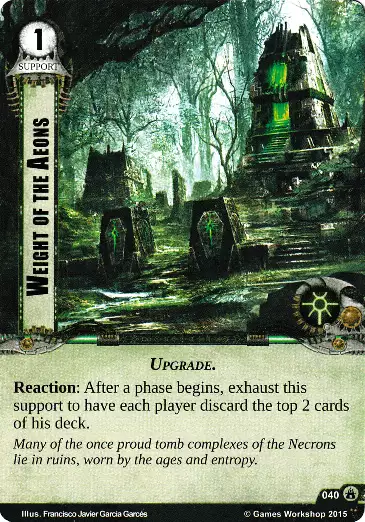 1
SUPPORT
WEIGHT OF THE AEONS
UPGRADE.
Reaction: After a phase begins, exhaust this
support to have each player discard the top 2 cards
of his deck.
Many of the once proud tomb complexes of the Necrons
lie in ruins, worn by the ages and entropy.
040
Illus. Francisco Javier Garcia Garcés
© Games Workshop 2015